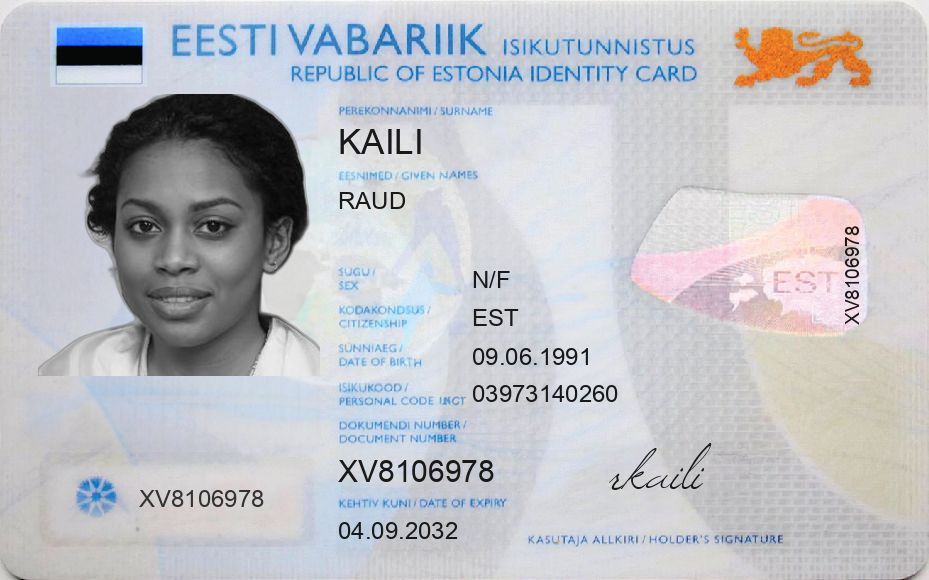 EESTI VABARIIK ISIKUTUNNISTUS
REPUBLIC OF ESTONIA IDENTITY CARD
PEREKONNANIMI / SURNAME
KAILI
EESNIMED / GIVEN NAMES
RAUD
SUGU /
SEX
N/F
KODAKONDSUS /
CITIZENSHIP
EST
SÜNNIAEG /
DATE OF BIRTH
09.06.1991
ISIKUKOOD /
PERSONAL CODE
03973140260
DOKUMENDI NUMBER /
DOCUMENT NUMBER
XV8106978
KEHTIV KUNI / DATE OF EXPIRY
04.09.2032
XV8106978
EST
XV8106978
rkaili
KASUTAJA ALLKIRI / HOLDER'S SIGNATURE